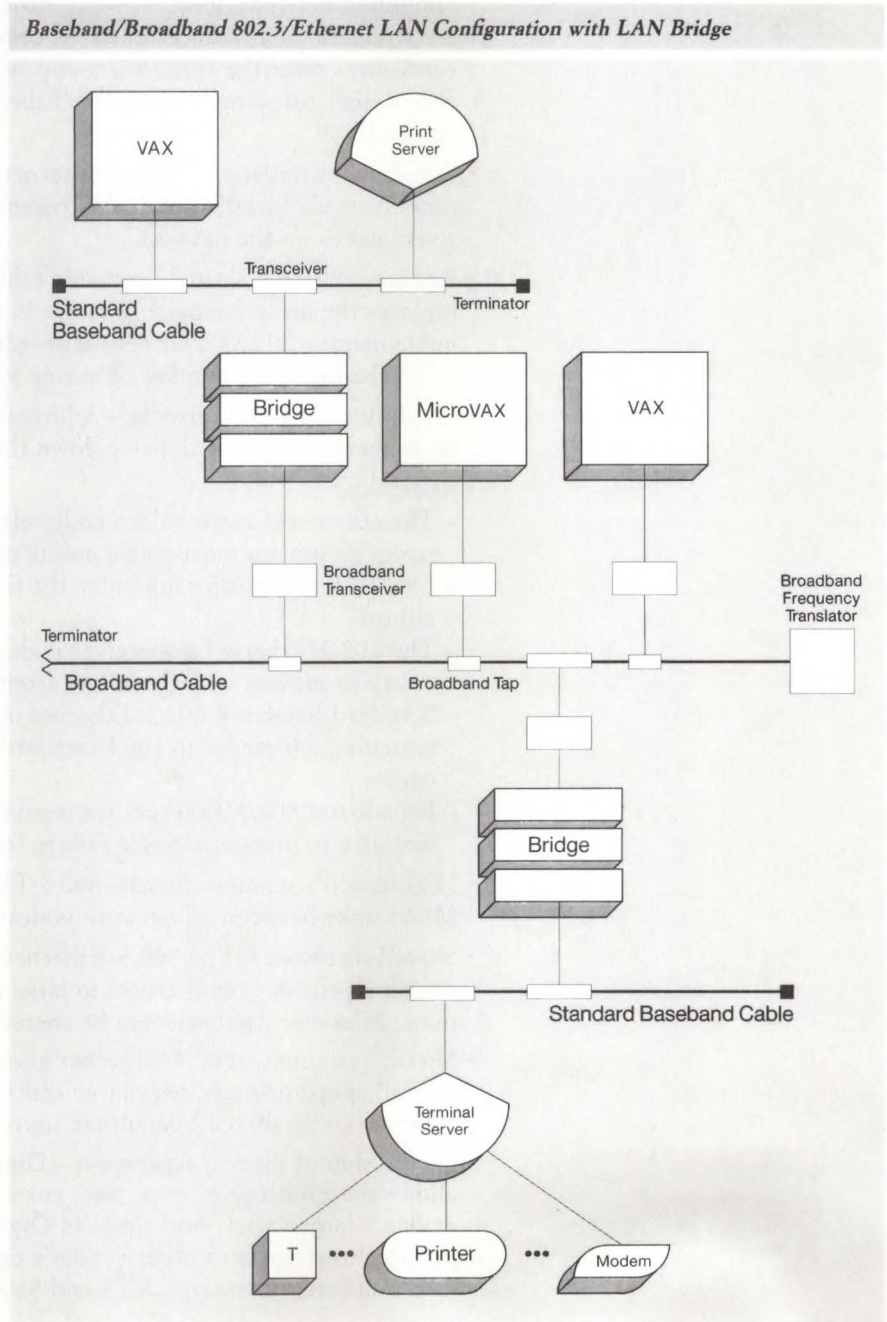 Baseband/Broadband 802.3/Ethernet LAN Configuration with LAN Bridge
VAX
Print
Server
Transceiver
Terminator
Standard
Baseband Cable
Bridge
MicroVAX
VAX
Broadband
Transceiver
Broadband
Frequency
Translator
Terminator
Broadband Cable
Broadband Tap
Bridge
Standard Baseband Cable
Terminal
Server
T
•••
Printer
•••
Modem